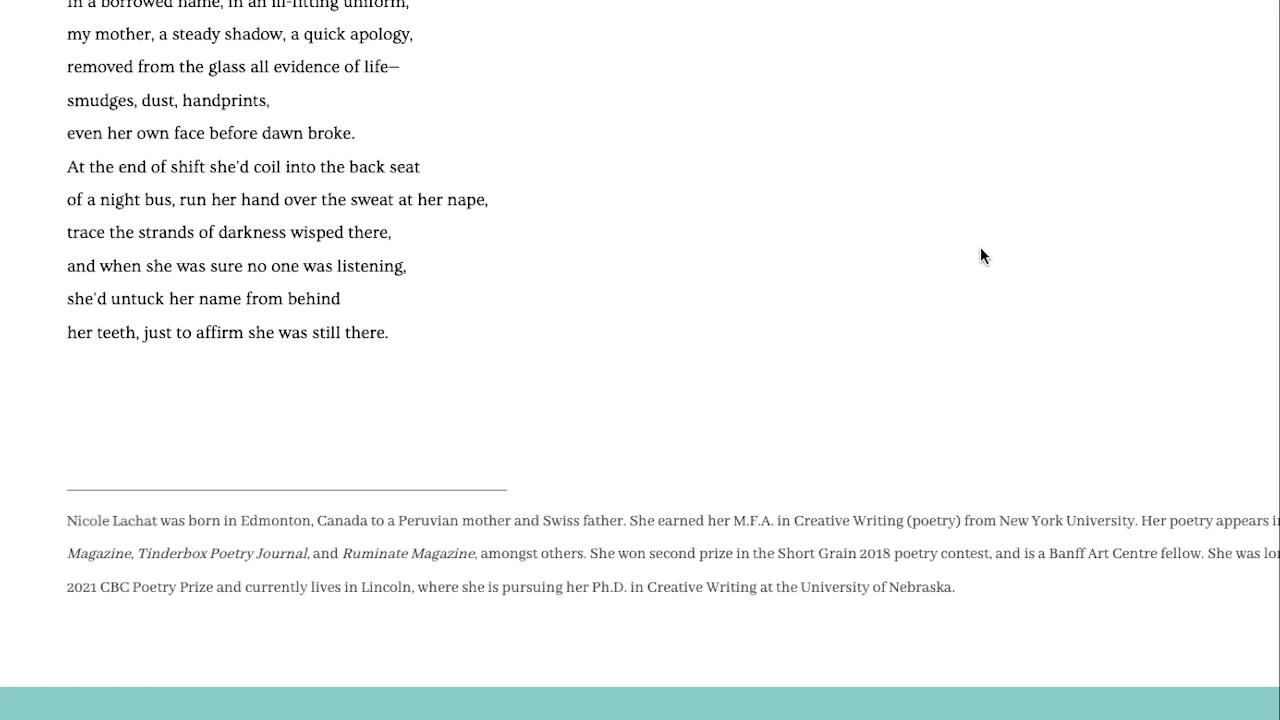 In a borrowed name, in an ill-fitting uniform,
my mother, a steady shadow, a quick apology,
removed from the glass all evidence of life—
smudges, dust, handprints,
even her own face before dawn broke.
At the end of shift she'd coil into the back seat
of a night bus, run her hand over the sweat at her nape,
trace the strands of darkness wisped there,
and when she was sure no one was listening,
she'd untuck her name from behind
her teeth, just to affirm she was still there.
Nicole Lachat was born in Edmonton, Canada to a Peruvian mother and Swiss father. She earned her M.F.A. in Creative Writing (poetry) from New York University. Her poetry appears
Magazine, Tinderbox Poetry Journal, and Ruminate Magazine, amongst others. She won second prize in the Short Grain 2018 poetry contest, and is a Banff Art Centre fellow. She was
2021 CBC Poetry Prize and currently lives in Lincoln, where she is pursuing her Ph.D. in Creative Writing at the University of Nebraska.